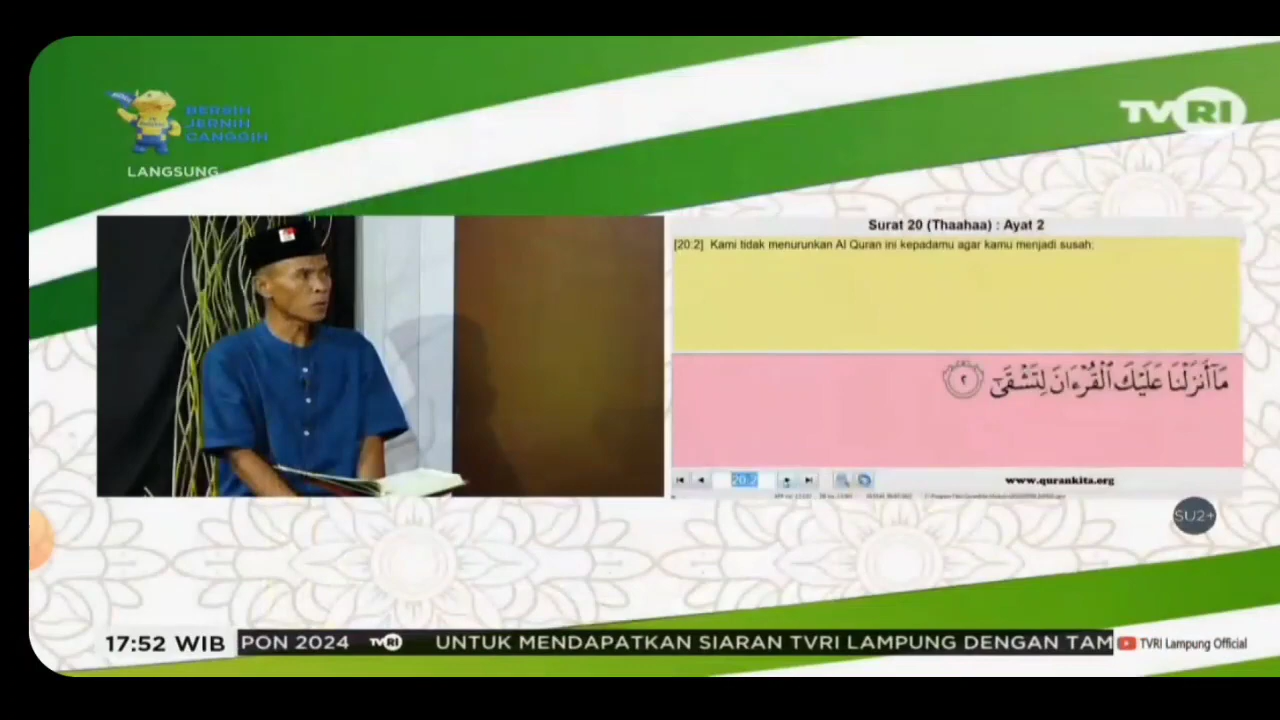 BERSIH
JERNIH
CANGGIH
LANGSUNG
TVRI
Surat 20 (Thaahaa) : Ayat 2
[20:2] Kami tidak menurunkan Al Quran ini kepadamu agar kamu menjadi susah;
مَآ أَنزَلْنَا عَلَيْكَ ٱلْقُرْءَانَ لِتَشْقَىٰٓ ٢
20:2
www.qurankita.org
SU2+
17:52 WIB
PON 2024 TVRI UNTUK MENDAPATKAN SIARAN TVRI LAMPUNG DENGAN TAM
TVRI Lampung Official